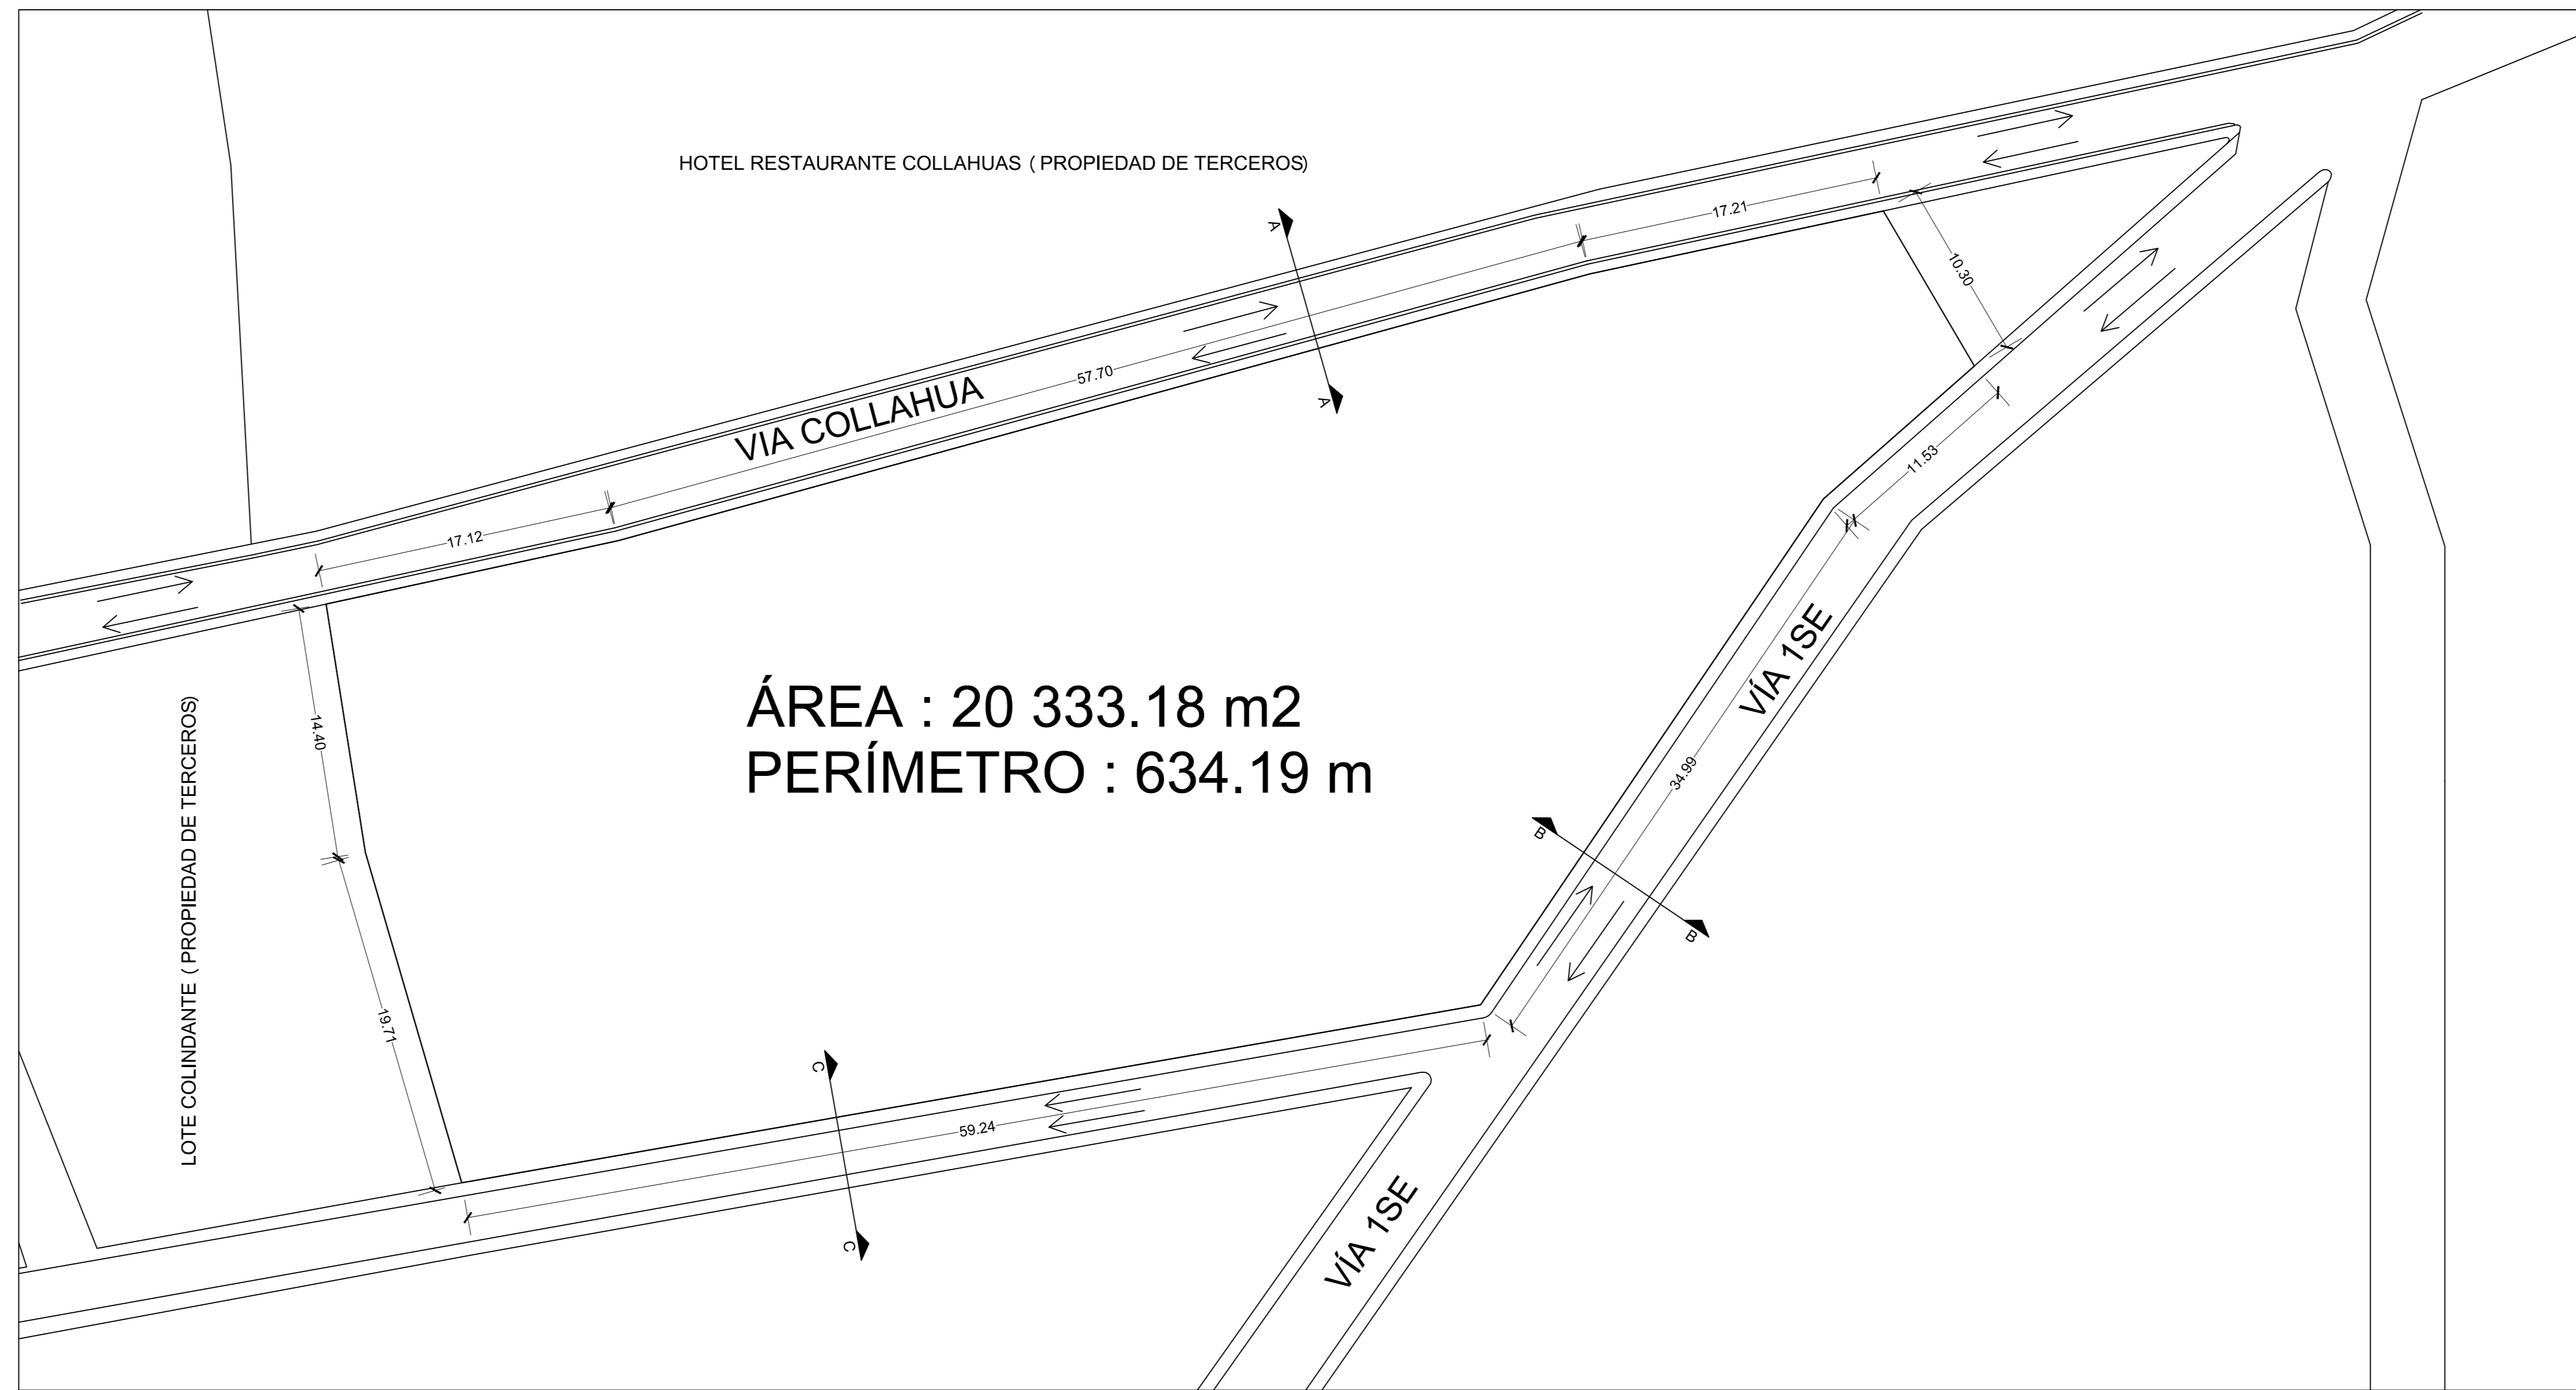 HOTEL RESTAURANTE COLLAHUAS ( PROPIEDAD DE TERCEROS)
17.21
A
10.30
57.70
VIA COLLAHUA
A
11.53
17.12
VÍA 1SE
ÁREA : 20 333.18 m2
PERÍMETRO : 634.19 m
14.40
LOTE COLINDANTE ( PROPIEDAD DE TERCEROS)
34.99
B
B
19.71
C
59.24
C
VÍA 1SE